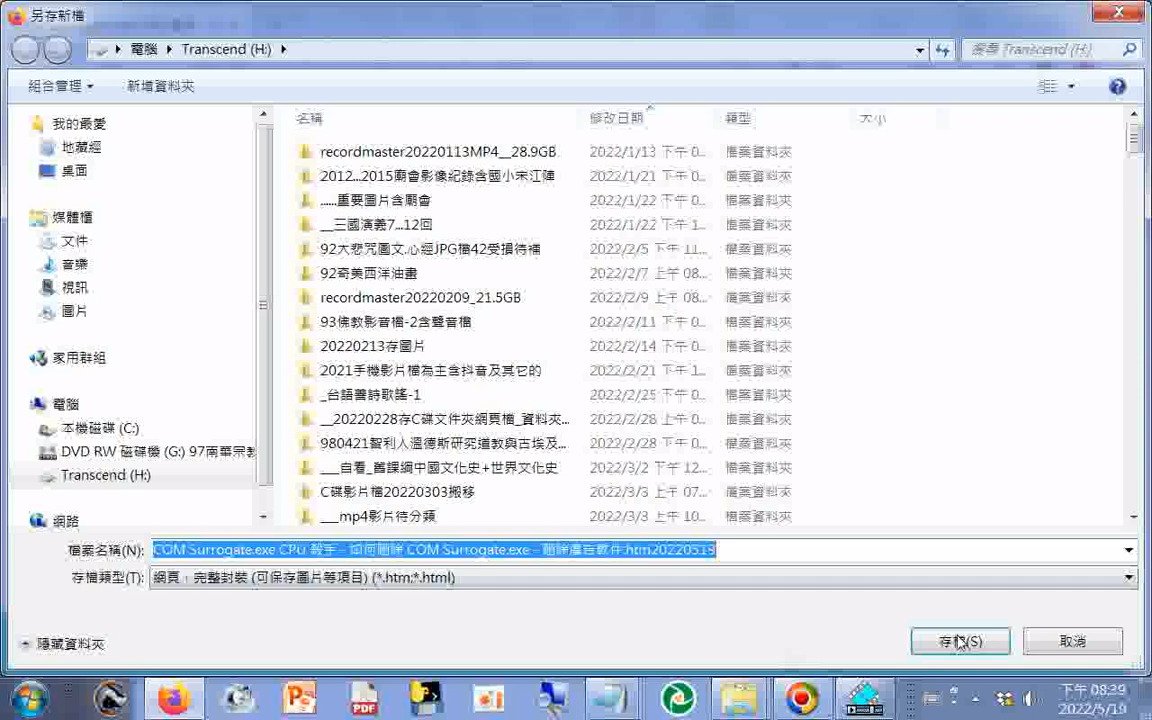 另存新檔
電腦 Transcend (H:)
搜尋 Transcend (H:)
組合管理
新增資料夾
名稱 修改日期 類型 大小
我的最愛
地藏經
桌面
媒體櫃
文件
音樂
視訊
圖片
家用群組
電腦
本機磁碟 (C:)
DVD RW 磁碟機 (G:) 97南華宗教
Transcend (H:)
網路
recordmaster20220113MP4__28.9GB 2022/1/13 下午 0... 檔案資料夾
2012...2015廟會影像紀錄含國小宋江陣 2022/1/21 下午 0... 檔案資料夾
......重要圖片含廟會 2022/1/22 下午 0... 檔案資料夾
__三國演義7...12回 2022/1/22 下午 1... 檔案資料夾
92大悲咒圖文.心經JPG檔42受損待補 2022/2/5 下午 11... 檔案資料夾
92奇美西洋油畫 2022/2/7 上午 08... 檔案資料夾
recordmaster20220209_21.5GB 2022/2/9 上午 08... 檔案資料夾
93佛教影音檔-2含聲音檔 2022/2/11 下午 0... 檔案資料夾
20220213存圖片 2022/2/14 下午 0... 檔案資料夾
2021手機影片檔為主含抖音及其它的 2022/2/21 下午 1... 檔案資料夾
_台語善詩歌謠-1 2022/2/25 下午 0... 檔案資料夾
__20220228存C碟文件夾網頁檔_資料夾... 2022/2/28 上午 0... 檔案資料夾
980421智利人溫德斯研究道教與古埃及... 2022/2/28 下午 0... 檔案資料夾
___自看_舊課綱中國文化史+世界文化史 2022/3/2 下午 12... 檔案資料夾
C碟影片檔20220303搬移 2022/3/3 上午 07... 檔案資料夾
___mp4影片待分類 2022/3/3 上午 10... 檔案資料夾
檔案名稱(N): COM Surrogate.exe CPU 殺手 - 如何刪除 COM Surrogate.exe - 刪除廣告軟件.htm20220519
存檔類型(T): 網頁，完整封裝 (可保存圖片等項目) (*.htm;*.html)
隱藏資料夾
存檔(S)
取消
下午 08:39
2022/5/19